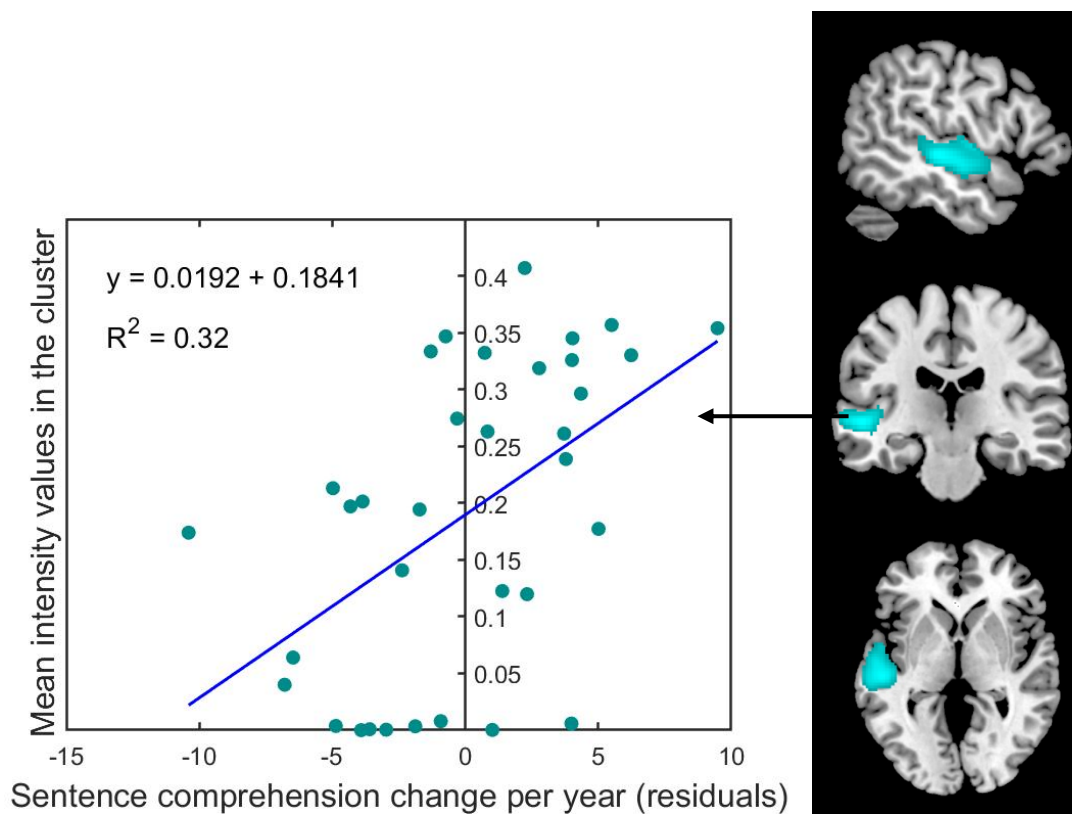 y = 0.0192 + 0.1841
R² = 0.32
Mean intensity values in the cluster
0.4
0.35
0.3
0.25
0.2
0.15
0.1
0.05
-15 -10 -5 0 5 10
Sentence comprehension change per year (residuals)